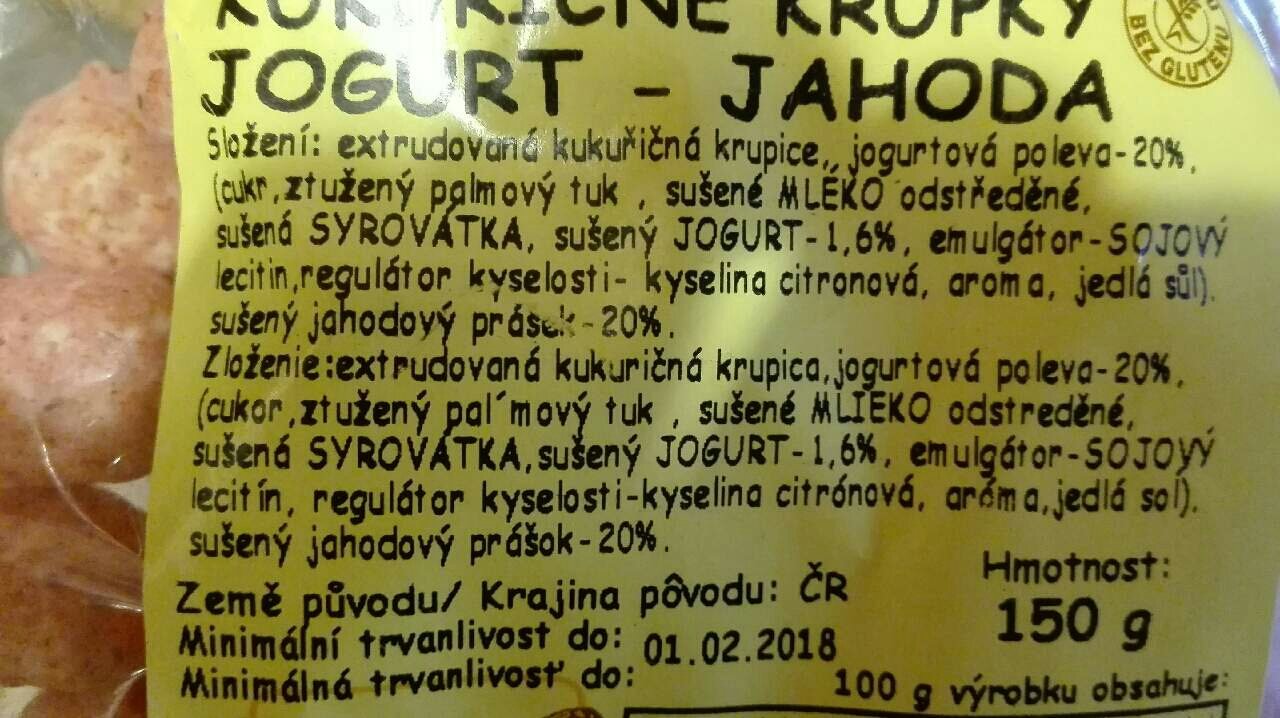 KUKUŘIČNÉ KRUPKY
JOGURT - JAHODA
BEZ GLUTENU
Složení: extrudovaná kukuřičná krupice,, jogurtová poleva-20%,
(cukr,ztužený palmový tuk , sušené MLÉKO odstředěné,
sušená SYROVÁTKA, sušený JOGURT-1,6%, emulgátor-SOJOVÝ
lecitin,regulátor kyselosti- kyselina citronová, aroma, jedlá sůl).
sušený jahodový prášek-20%.
Zloženie:extrudovaná kukuričná krupica,jogurtová poleva-20%,
(cukor,ztužený pal´mový tuk , sušené MLIEKO odstreděné,
sušená SYROVÁTKA,sušený JOGURT-1,6%, emulgátor-SOJOVÝ
lecitín, regulátor kyselosti-kyselina citrónová, aróma,jedlá sol).
sušený jahodový prášok-20%.
Země původu/ Krajina pôvodu: ČR
Hmotnost:
150 g
Minimální trvanlivost do: 01.02.2018
Minimálná trvanlivosť do:
100 g výrobku obsahuje: